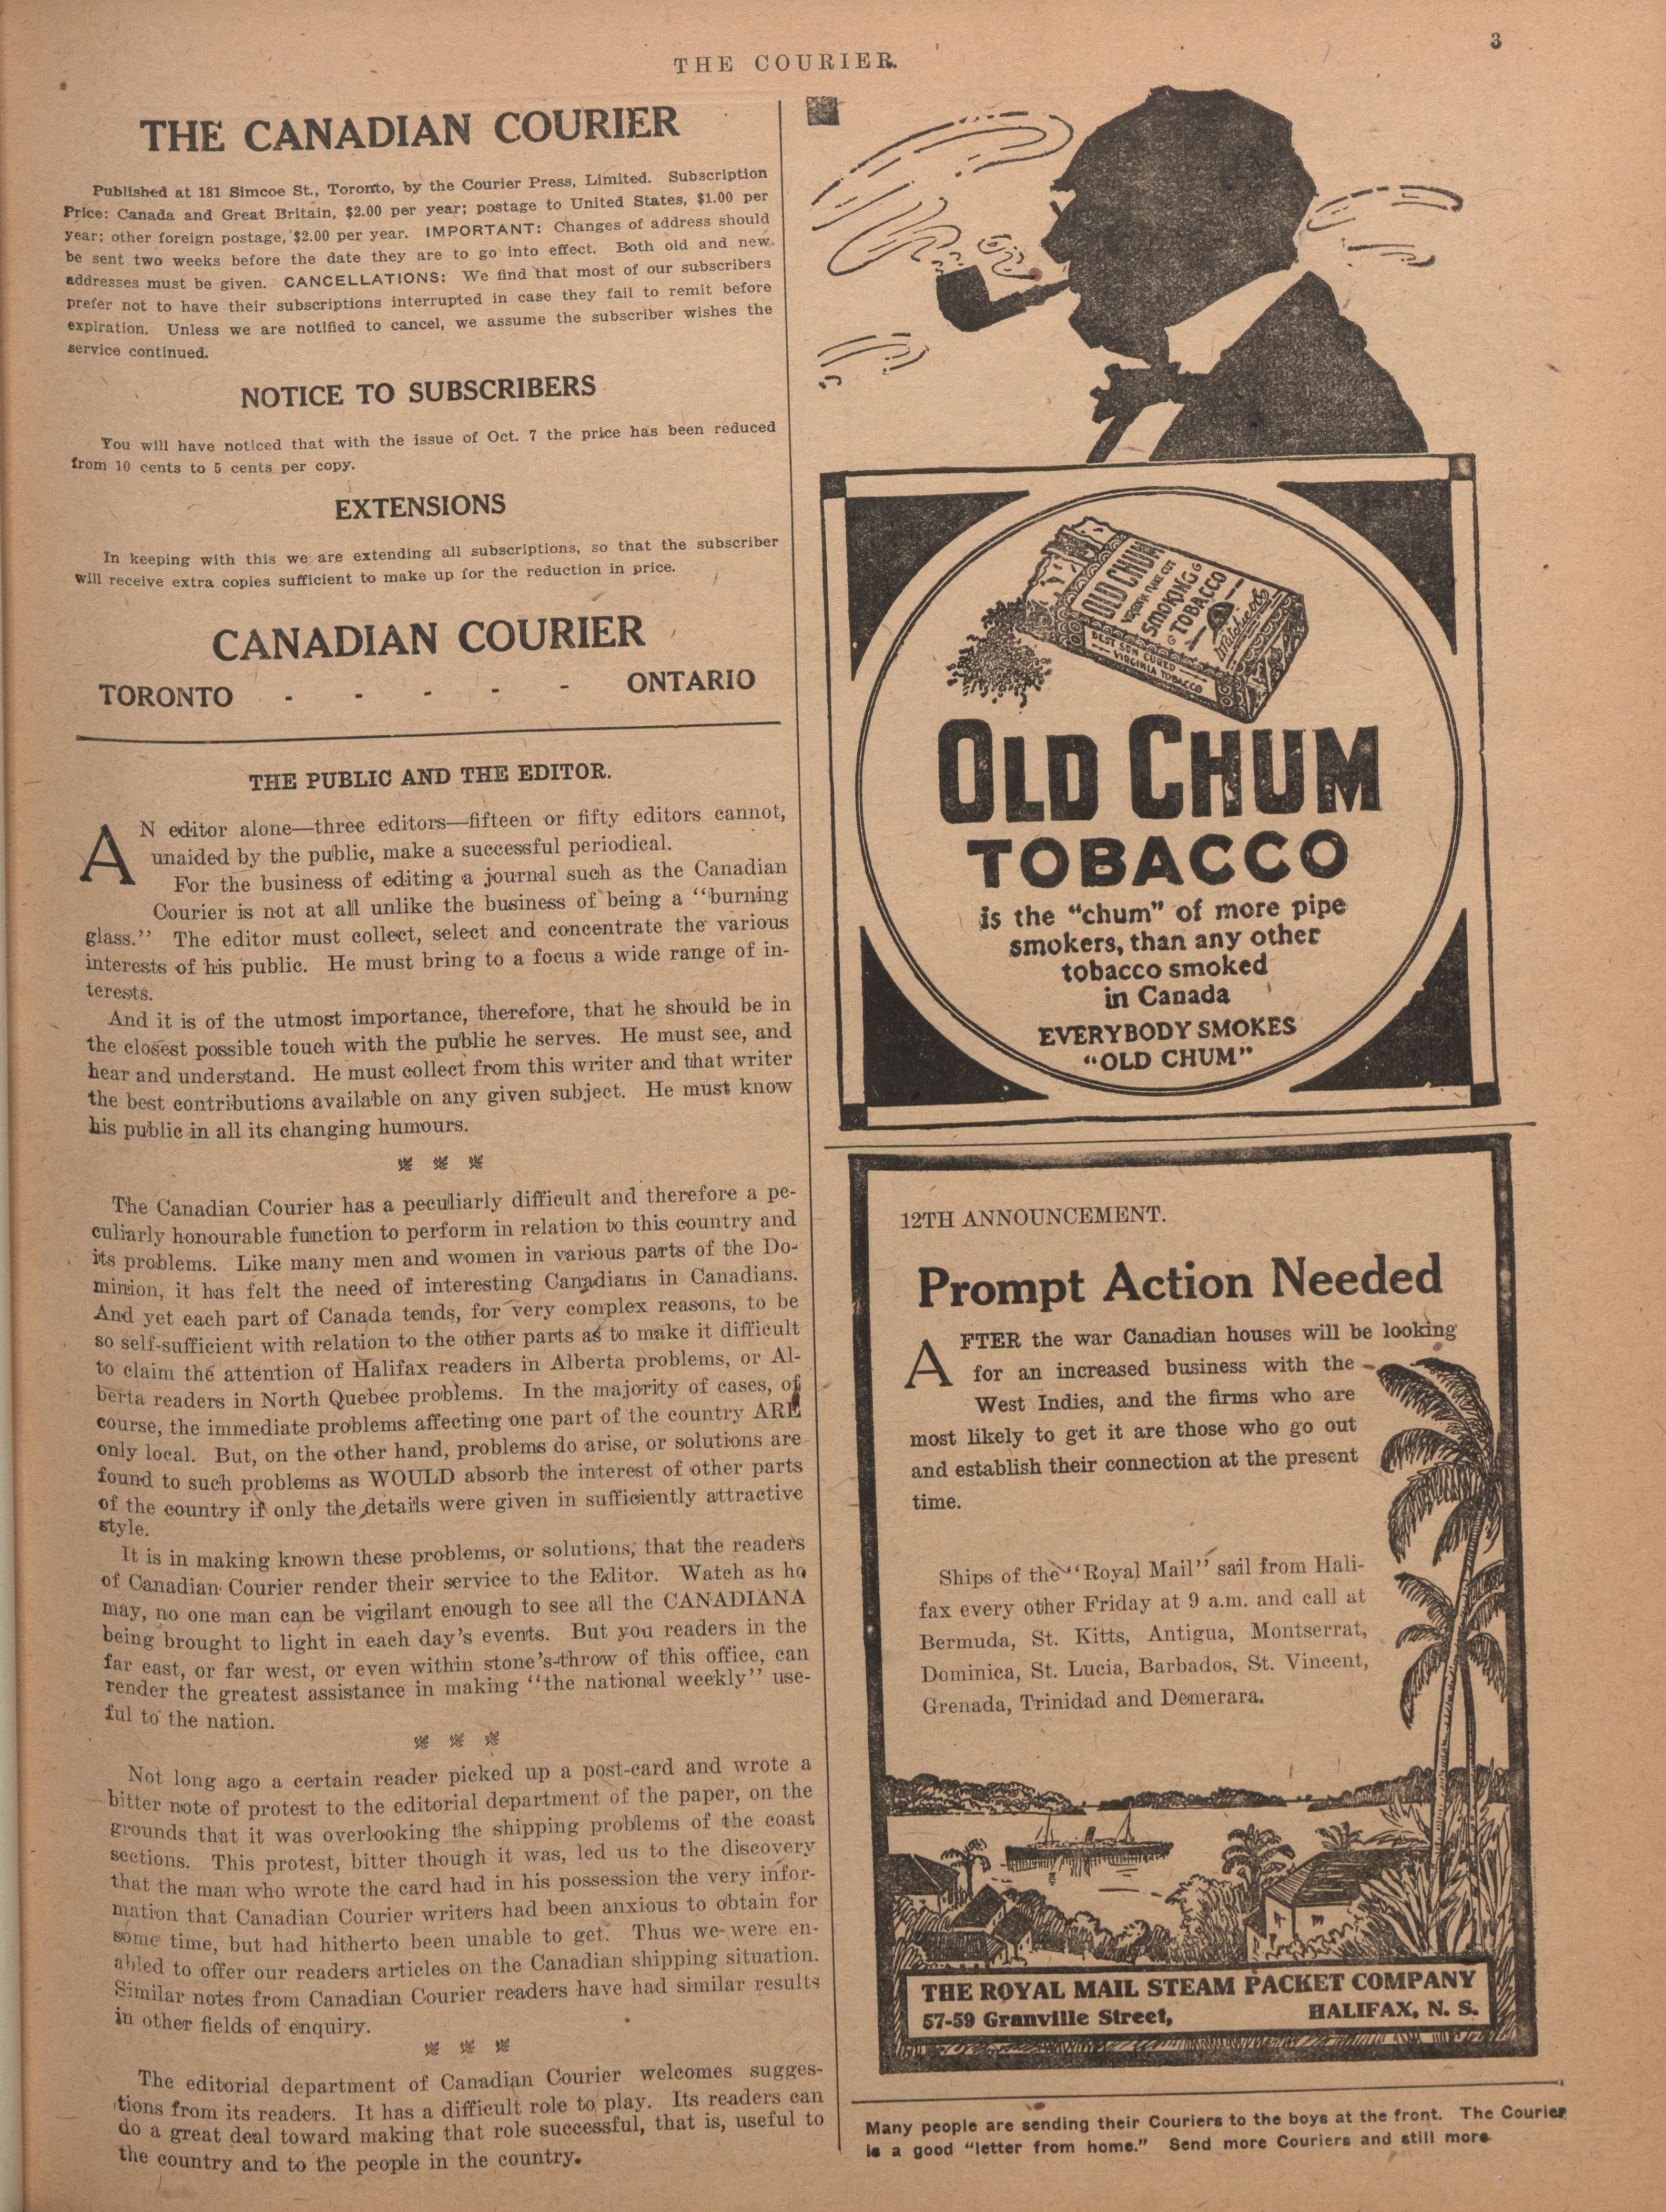 3
THE COURIER.
THE CANADIAN COURIER
Published at 181 Simcoe St., Toronto, by the Courier Press, Limited. Subscription
Price: Canada and Great Britain, $2.00 per year; postage to United States, $1.00 per
year; other foreign postage, $2.00 per year. IMPORTANT: Changes of address should
be sent two weeks before the date they are to go into effect. Both old and new
addresses must be given. CANCELLATIONS: We find that most of our subscribers
prefer not to have their subscriptions interrupted in case they fail to remit before
expiration. Unless we are notified to cancel, we assume the subscriber wishes the
service continued.
NOTICE TO SUBSCRIBERS
You will have noticed that with the issue of Oct. 7 the price has been reduced
from 10 cents to 5 cents per copy.
EXTENSIONS
In keeping with this we are extending all subscriptions, so that the subscriber
will receive extra copies sufficient to make up for the reduction in price.
CANADIAN COURIER
TORONTO - - - - - ONTARIO
THE PUBLIC AND THE EDITOR.
AN editor alone—three editors—fifteen or fifty editors cannot,
unaided by the public, make a successful periodical.
For the business of editing a journal such as the Canadian
Courier is not at all unlike the business of being a "burning
glass." The editor must collect, select and concentrate the various
interests of his public. He must bring to a focus a wide range of in-
terests.
And it is of the utmost importance, therefore, that he should be in
the closest possible touch with the public he serves. He must see, and
hear and understand. He must collect from this writer and that writer
the best contributions available on any given subject. He must know
his public in all its changing humours.
The Canadian Courier has a peculiarly difficult and therefore a pe-
culiarly honourable function to perform in relation to this country and
its problems. Like many men and women in various parts of the Do-
minion, it has felt the need of interesting Canadians in Canadians.
And yet each part of Canada tends, for very complex reasons, to be
so self-sufficient with relation to the other parts as to make it difficult
to claim the attention of Halifax readers in Alberta problems, or Al-
berta readers in North Quebec problems. In the majority of cases, of
course, the immediate problems affecting one part of the country ARE
only local. But, on the other hand, problems do arise, or solutions are
found to such problems as WOULD absorb the interest of other parts
of the country if only the details were given in sufficiently attractive
style.
It is in making known these problems, or solutions, that the readers
of Canadian Courier render their service to the Editor. Watch as he
may, no one man can be vigilant enough to see all the CANADIANA
being brought to light in each day's events. But you readers in the
far east, or far west, or even within stone's-throw of this office, can
render the greatest assistance in making "the national weekly" use-
ful to the nation.
Not long ago a certain reader picked up a post-card and wrote a
bitter note of protest to the editorial department of the paper, on the
grounds that it was overlooking the shipping problems of the coast
sections. This protest, bitter though it was, led us to the discovery
that the man who wrote the card had in his possession the very infor-
mation that Canadian Courier writers had been anxious to obtain for
some time, but had hitherto been unable to get. Thus we were en-
abled to offer our readers articles on the Canadian shipping situation.
Similar notes from Canadian Courier readers have had similar results
in other fields of enquiry.
The editorial department of Canadian Courier welcomes sugges-
tions from its readers. It has a difficult role to play. Its readers can
do a great deal toward making that role successful, that is, useful to
the country and to the people in the country.
OLD CHUM
VIRGINIA FLAKE CUT
SMOKING
TOBACCO
Ritchie &Co
BEST SUN CURED
VIRGINIA TOBACCO
OLD CHUM
TOBACCO
is the "chum" of more pipe
smokers, than any other
tobacco smoked
in Canada
EVERYBODY SMOKES
"OLD CHUM"
12TH ANNOUNCEMENT.
Prompt Action Needed
AFTER the war Canadian houses will be looking
for an increased business with the
West Indies, and the firms who are
most likely to get it are those who go out
and establish their connection at the present
time.
Ships of the "Royal Mail" sail from Hali-
fax every other Friday at 9 a.m. and call at
Bermuda, St. Kitts, Antigua, Montserrat,
Dominica, St. Lucia, Barbados, St. Vincent,
Grenada, Trinidad and Demerara.
THE ROYAL MAIL STEAM PACKET COMPANY
57-59 Granville Street, HALIFAX, N. S.
Many people are sending their Couriers to the boys at the front. The Courier
is a good "letter from home." Send more Couriers and still more